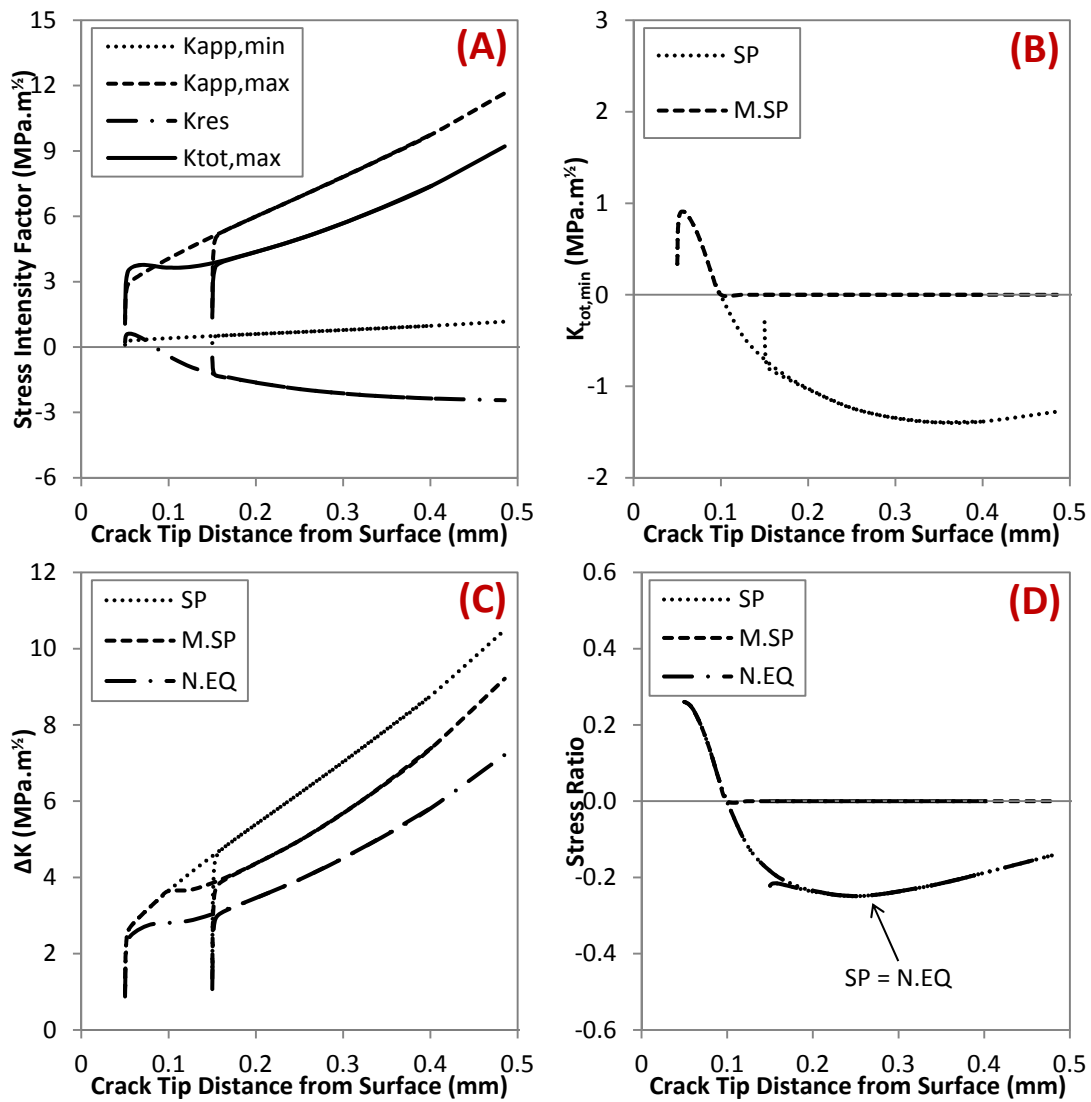 (A)
Kapp,min
Kapp,max
Kres
Ktot,max
15
12
9
6
3
0
-3
-6
Stress Intensity Factor (MPa.m½)
0 0.1 0.2 0.3 0.4 0.5
Crack Tip Distance from Surface (mm)
(B)
SP
M.SP
3
2
1
0
-1
-2
Ktot,min (MPa.m½)
0 0.1 0.2 0.3 0.4 0.5
Crack Tip Distance from Surface (mm)
(C)
SP
M.SP
N.EQ
12
10
8
6
4
2
0
ΔK (MPa.m½)
0 0.1 0.2 0.3 0.4 0.5
Crack Tip Distance from Surface (mm)
(D)
SP
M.SP
N.EQ
0.6
0.4
0.2
0.0
-0.2
-0.4
-0.6
Stress Ratio
SP = N.EQ
0 0.1 0.2 0.3 0.4 0.5
Crack Tip Distance from Surface (mm)